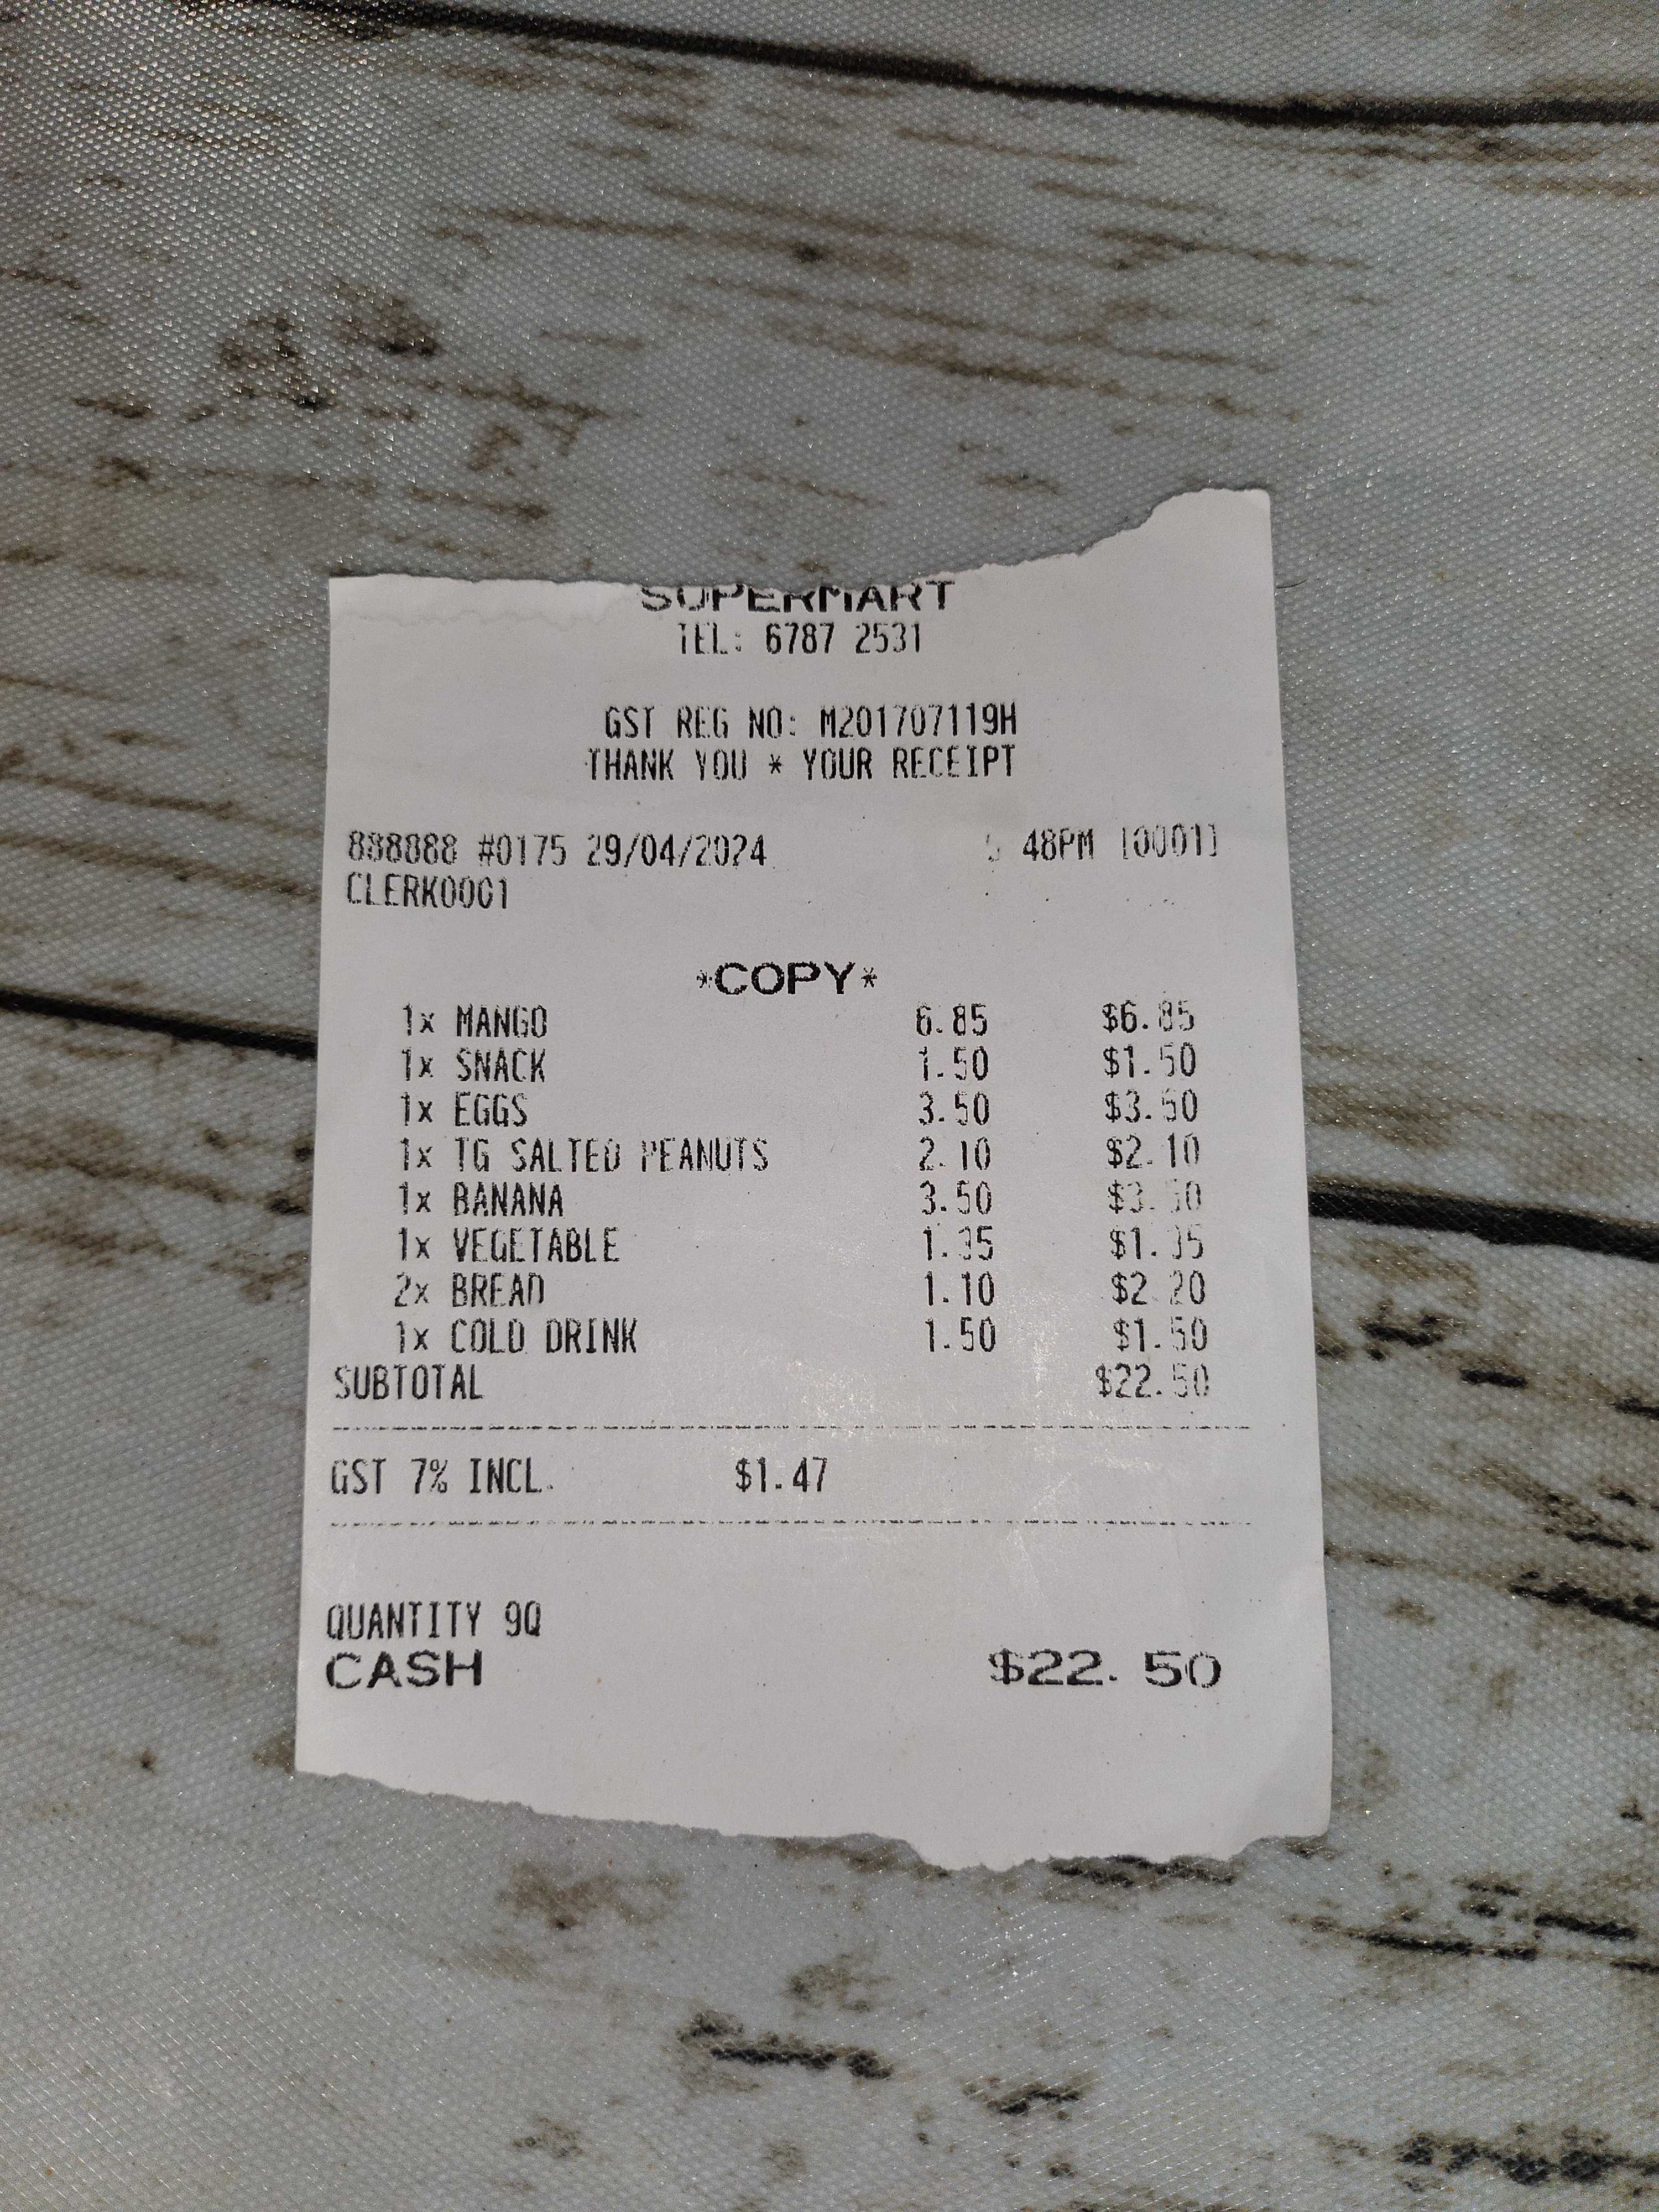 SUPERMART
TEL: 6787 2531
GST REG NO: M201707119H
THANK YOU * YOUR RECEIPT
888888 #0175 29/04/2024 5:48PM [0001]
CLERK0001
*COPY*
1x MANGO 6.85 $6.85
1x SNACK 1.50 $1.50
1x EGGS 3.50 $3.50
1x TG SALTED PEANUTS 2.10 $2.10
1x BANANA 3.50 $3.50
1x VEGETABLE 1.35 $1.35
2x BREAD 1.10 $2.20
1x COLD DRINK 1.50 $1.50
SUBTOTAL $22.50
GST 7% INCL. $1.47
QUANTITY 9Q
CASH $22.50